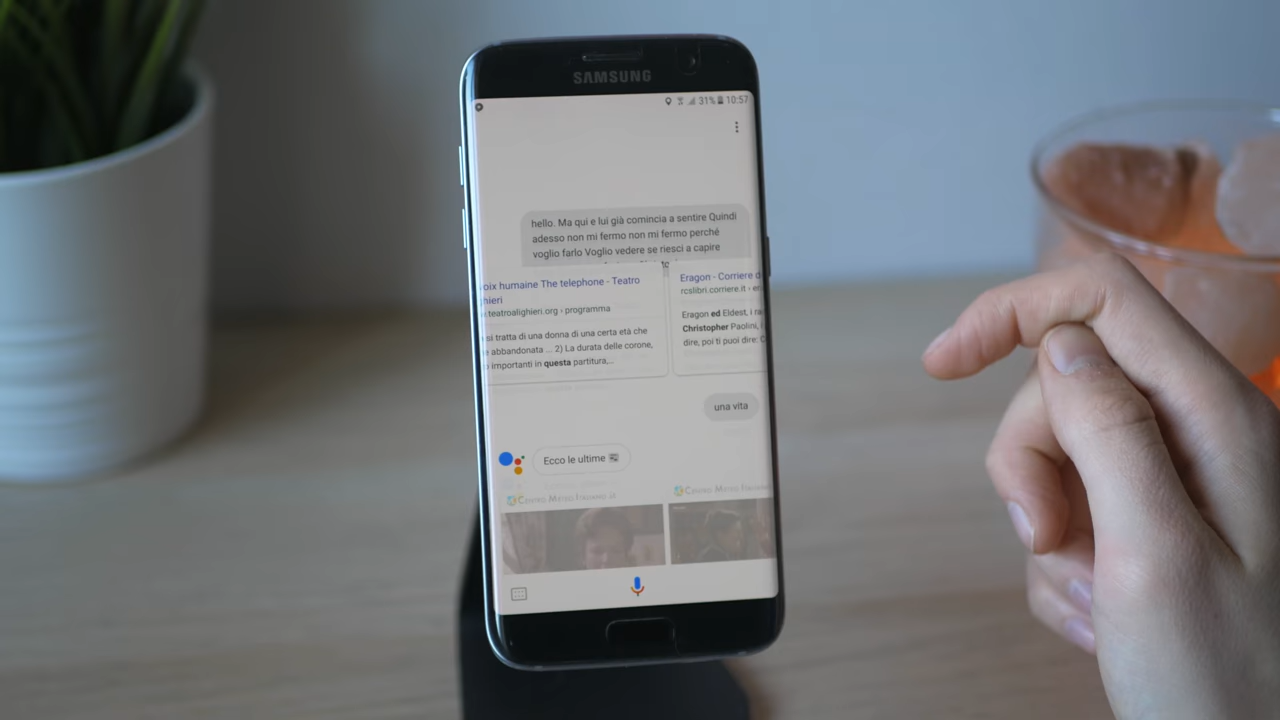 SAMSUNG
31% 10:57
hello. Ma qui e lui già comincia a sentire Quindi
adesso non mi fermo non mi fermo perché
voglio farlo Voglio vedere se riesci a capire
oix humaine The telephone - Teatro
hieri
.teatroalighieri.org › programma
si tratta di una donna di una certa età che
abbandonata ... 2) La durata delle corone,
importanti in questa partitura,...
Eragon - Corriere d
rcslibri.corriere.it › er
Eragon ed Eldest, i ra
Christopher Paolini, i
dire, poi ti puoi dire: C
una vita
Ecco le ultime